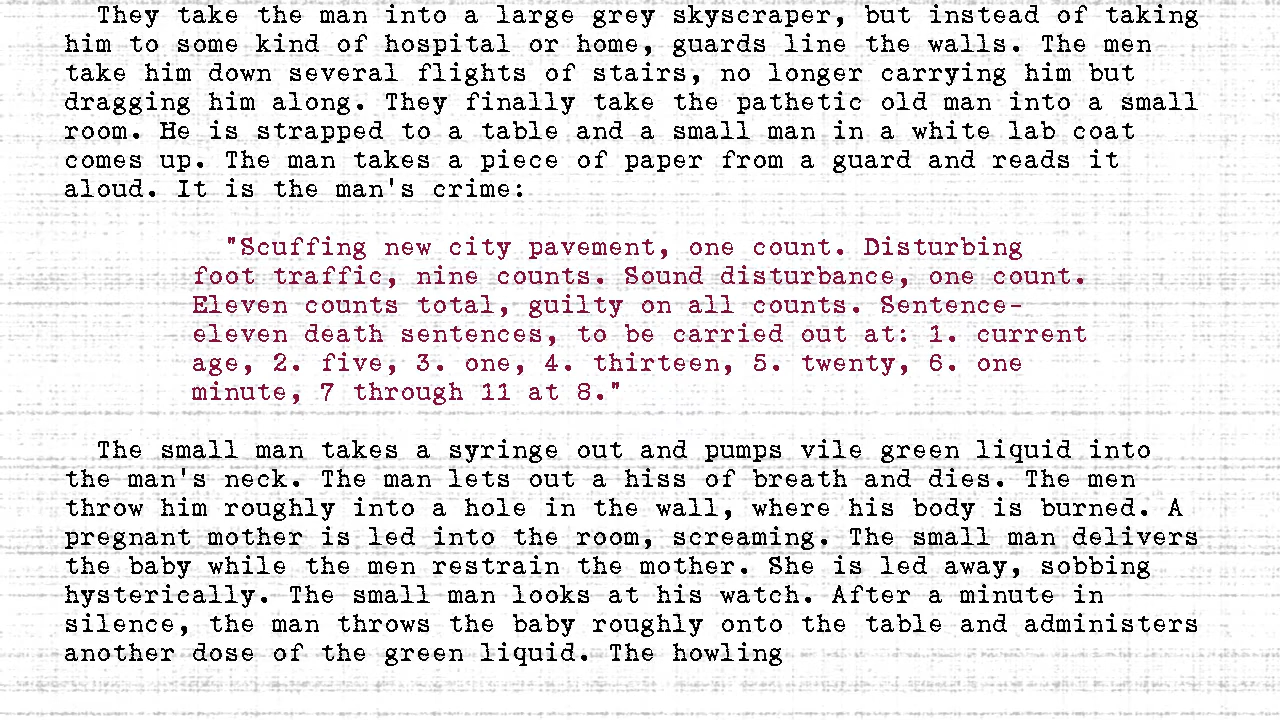 They take the man into a large grey skyscraper, but instead of taking
him to some kind of hospital or home, guards line the walls. The men
take him down several flights of stairs, no longer carrying him but
dragging him along. They finally take the pathetic old man into a small
room. He is strapped to a table and a small man in a white lab coat
comes up. The man takes a piece of paper from a guard and reads it
aloud. It is the man's crime:
"Scuffing new city pavement, one count. Disturbing
foot traffic, nine counts. Sound disturbance, one count.
Eleven counts total, guilty on all counts. Sentence-
eleven death sentences, to be carried out at: 1. current
age, 2. five, 3. one, 4. thirteen, 5. twenty, 6. one
minute, 7 through 11 at 8."
The small man takes a syringe out and pumps vile green liquid into
the man's neck. The man lets out a hiss of breath and dies. The men
throw him roughly into a hole in the wall, where his body is burned. A
pregnant mother is led into the room, screaming. The small man delivers
the baby while the men restrain the mother. She is led away, sobbing
hysterically. The small man looks at his watch. After a minute in
silence, the man throws the baby roughly onto the table and administers
another dose of the green liquid. The howling